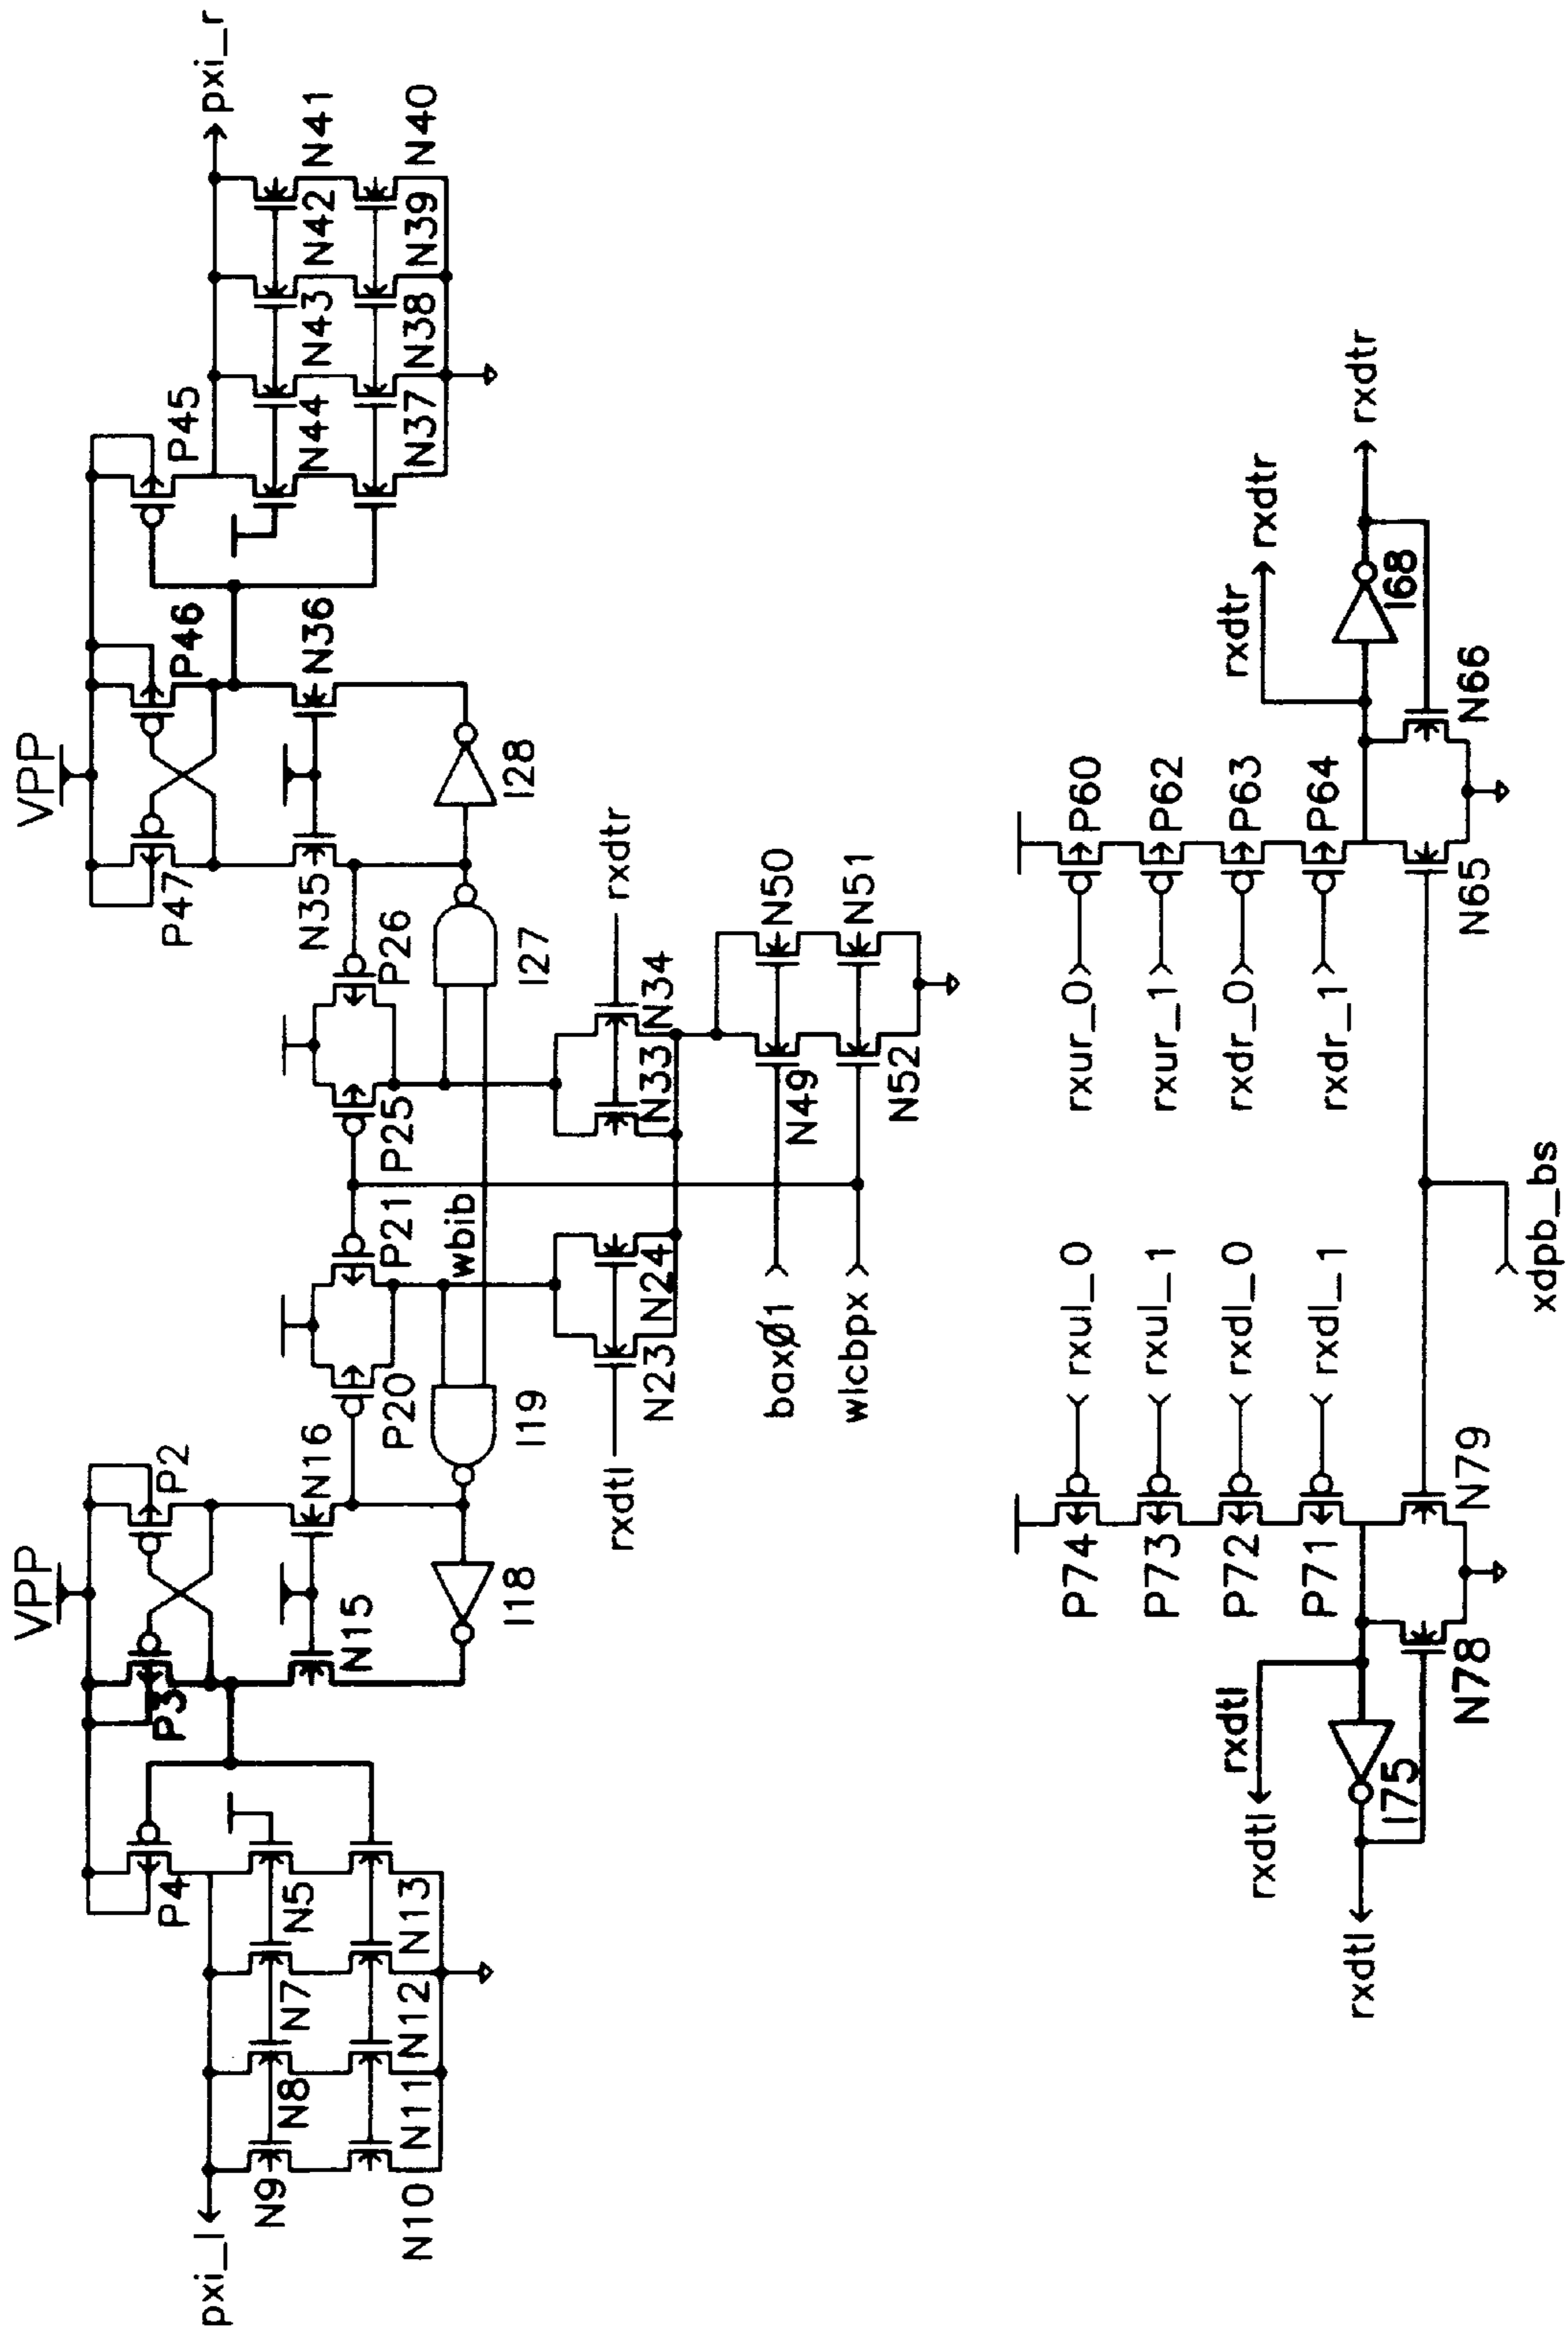 VPP
VPP
pxi_r
pxi_l
P2
P3
P4
P45
P46
P47
N5
N7
N8
N9
N10
N11
N12
N13
N15
N16
I18
I19
P20
P21
wbib
P25
P26
I27
I28
N35
N36
N44
N43
N42
N41
N37
N38
N39
N40
rxdtl
N23
N24
N33
N34
rxdtr
bax01
wlcbpx
N49
N50
N52
N51
P74
rxul_0
P73
rxul_1
P72
rxdl_0
P71
rxdl_1
rxdtl
rxdtl
rxdtl
I75
N78
N79
xdpb_bs
rxur_0
P60
rxur_1
P62
rxdr_0
P63
rxdr_1
P64
N65
N66
I68
rxdtr
rxdtr
rxdtr